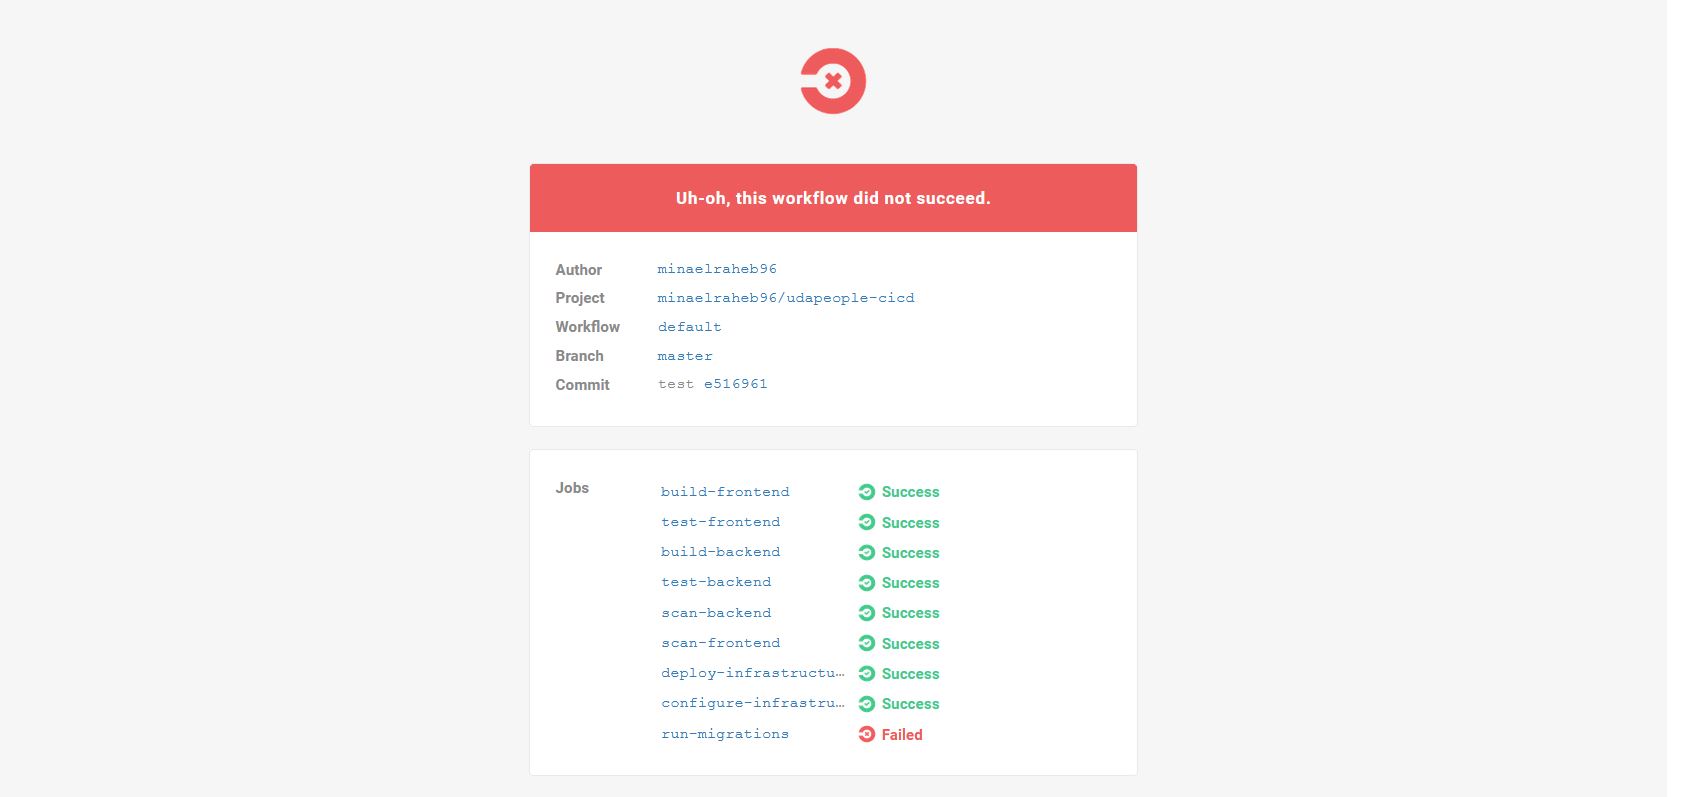 Uh-oh, this workflow did not succeed.
Author minaelraheb96
Project minaelraheb96/udapeople-cicd
Workflow default
Branch master
Commit test e516961
Jobs build-frontend Success
test-frontend Success
build-backend Success
test-backend Success
scan-backend Success
scan-frontend Success
deploy-infrastructu… Success
configure-infrastru… Success
run-migrations Failed